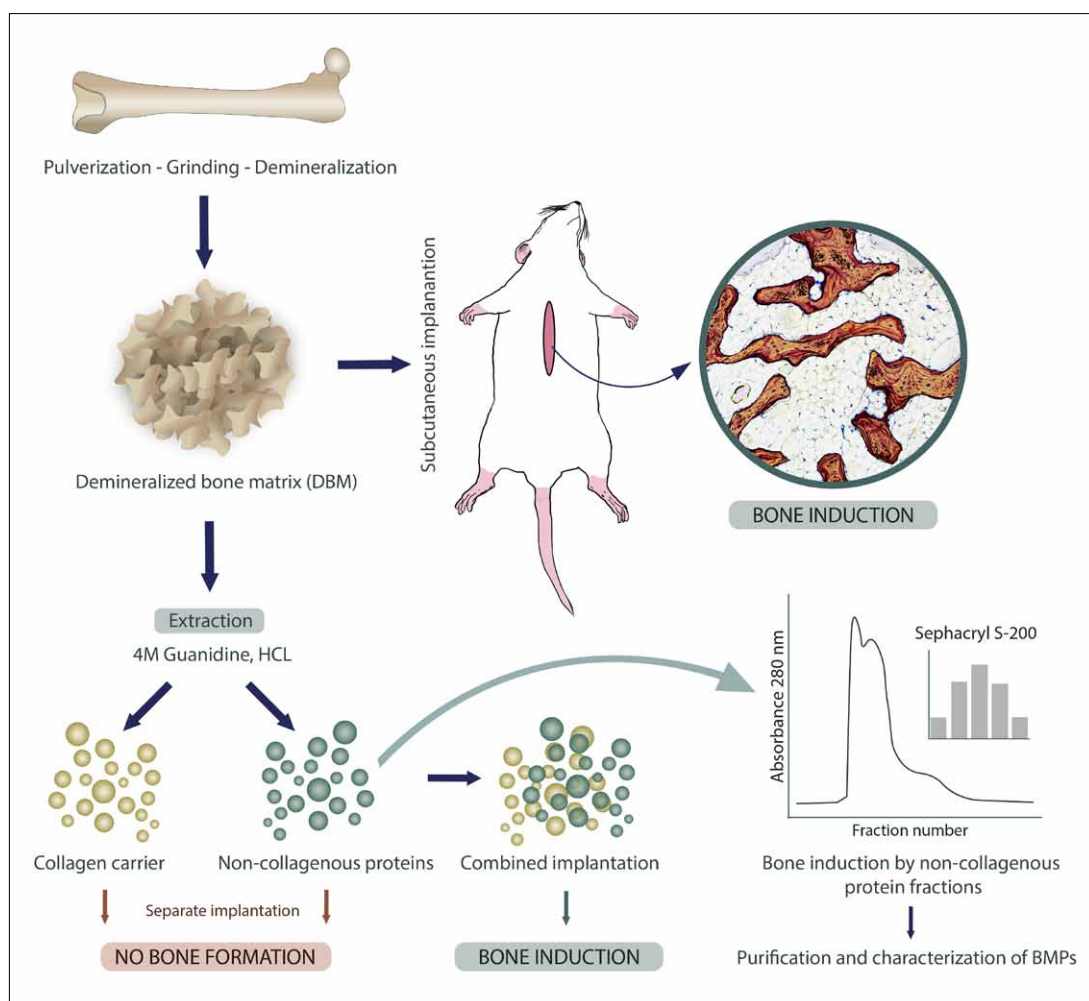 Pulverization - Grinding - Demineralization
Subcutaneous implanantion
Demineralized bone matrix (DBM)
BONE INDUCTION
Extraction
4M Guanidine, HCL
Sephacryl S-200
Absorbance 280 nm
Fraction number
Collagen carrier
Non-collagenous proteins
Combined implantation
Bone induction by non-collagenous
protein fractions
Separate implantation
NO BONE FORMATION
BONE INDUCTION
Purification and characterization of BMPs